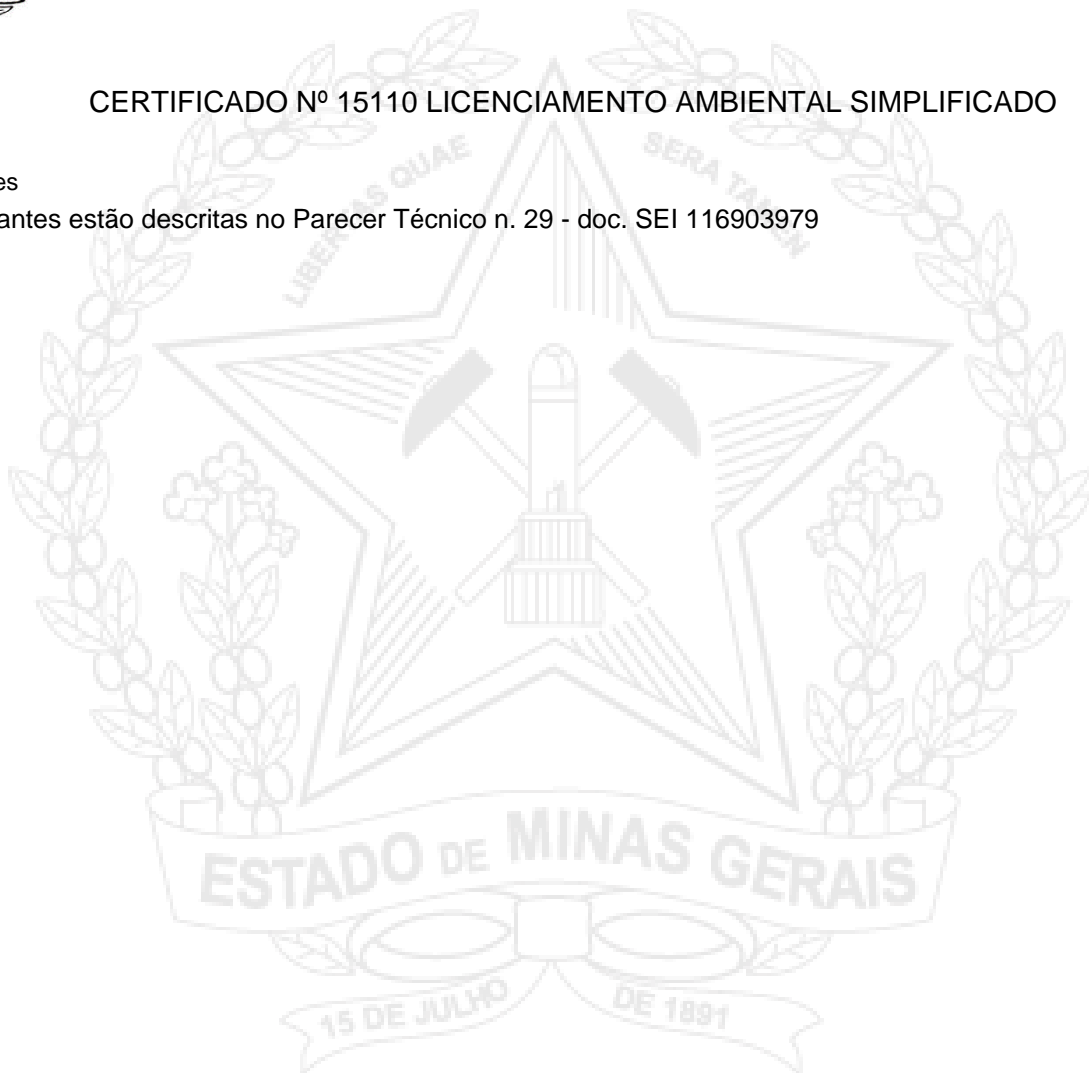 CERTIFICADO Nº 15110 LICENCIAMENTO AMBIENTAL SIMPLIFICADO
es
antes estão descritas no Parecer Técnico n. 29 - doc. SEI 116903979
LIBERTAS QUAE SERA TAMEN
ESTADO DE MINAS GERAIS
15 DE JULHO DE 1891